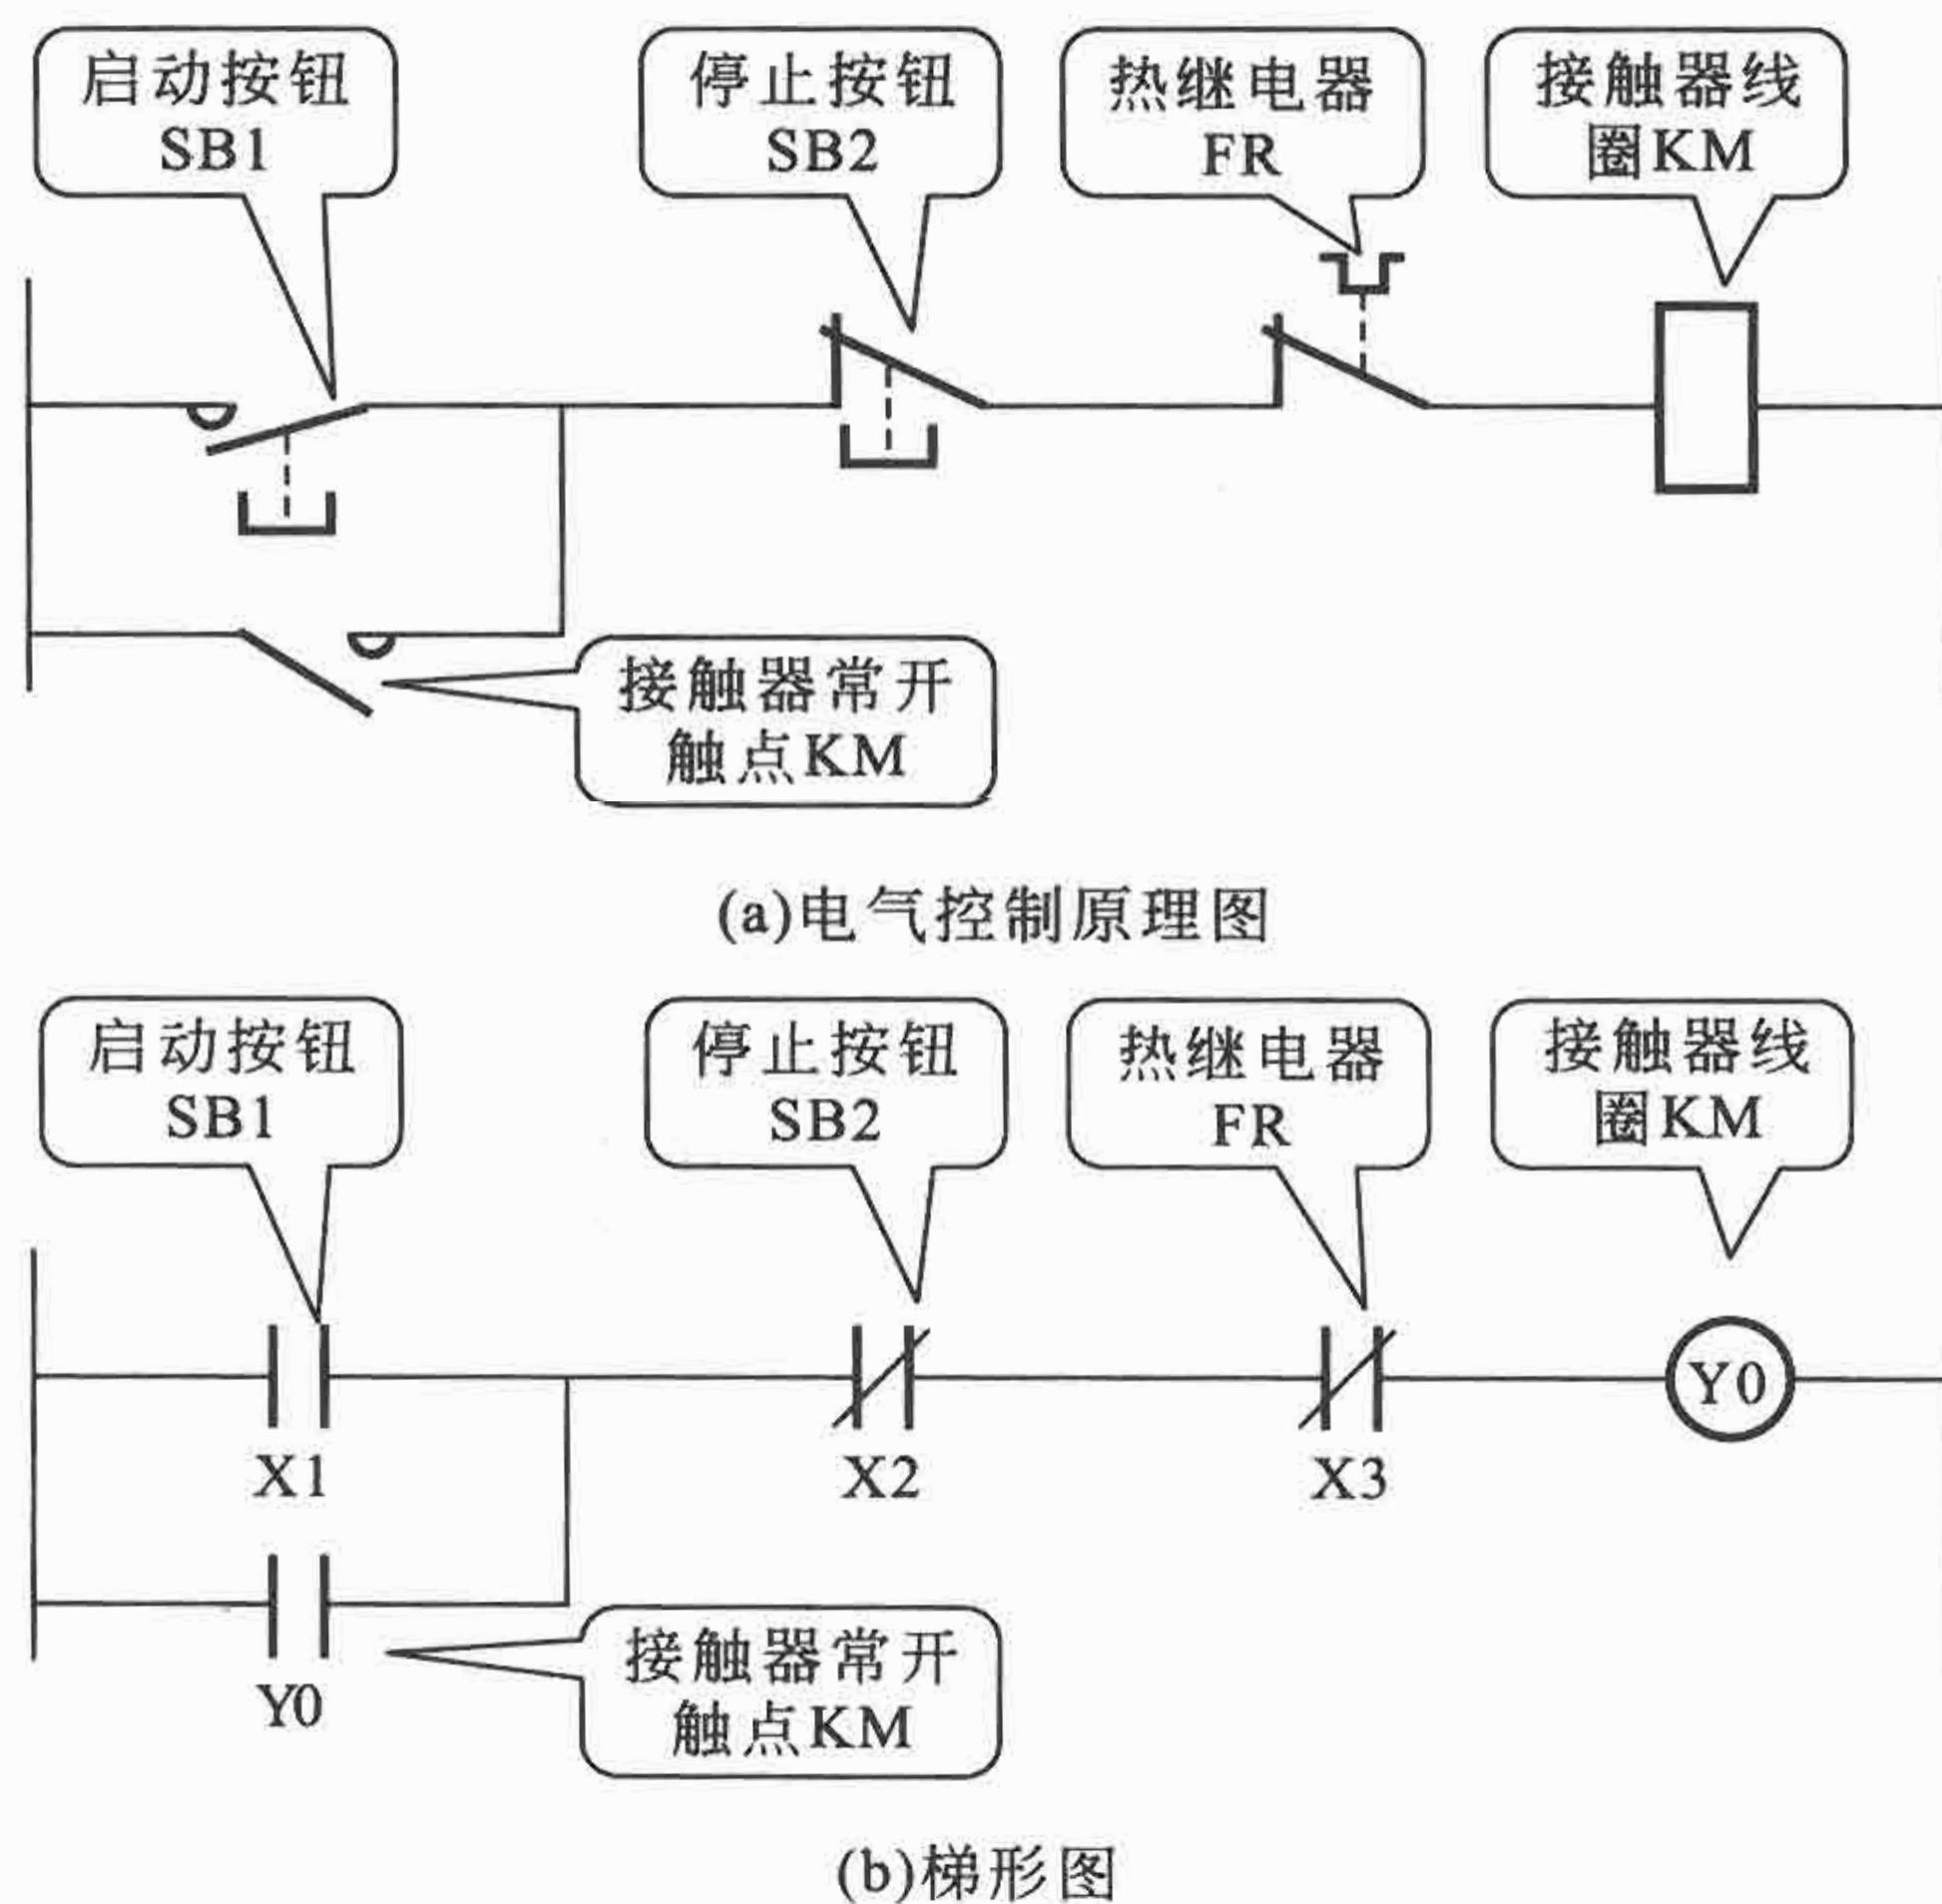 启动按钮
SB1
停止按钮
SB2
热继电器
FR
接触器线
圈KM
接触器常开
触点KM
(a)电气控制原理图
启动按钮
SB1
停止按钮
SB2
热继电器
FR
接触器线
圈KM
X1
X2
X3
Y0
Y0
接触器常开
触点KM
(b)梯形图